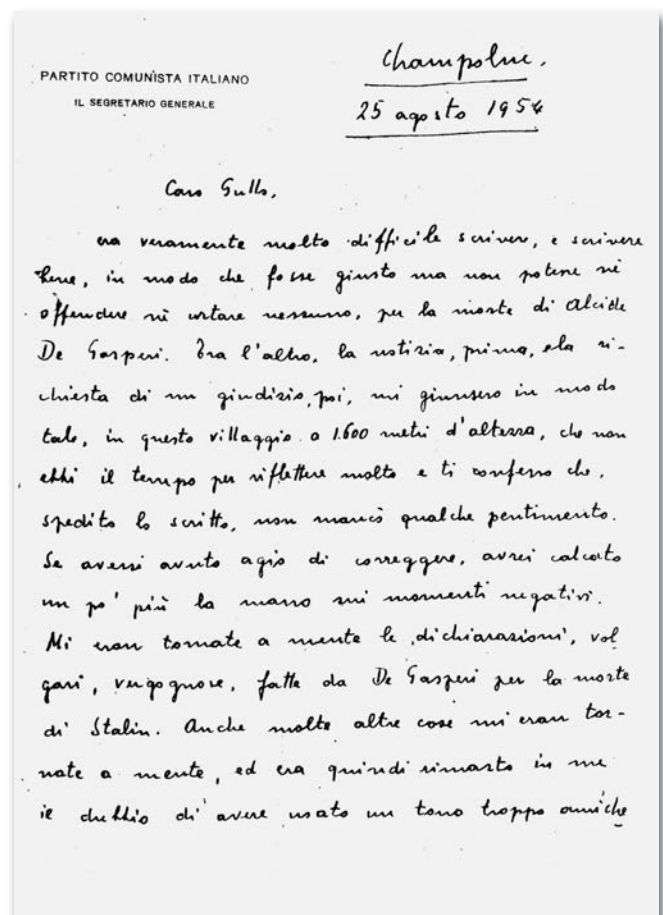 Champoluc,
PARTITO COMUNISTA ITALIANO
IL SEGRETARIO GENERALE
25 agosto 1954
Caro Gullo,
era veramente molto difficile scrivere, e scrivere
bene, in modo che fosse giusto ma non potesse nè
offendere nè urtare nessuno, per la morte di Alcide
De Gasperi. Tra l'altro, la notizia, prima, e la ri-
chiesta di un giudizio, poi, mi giunsero in modo
tale, in questo villaggio a 1.600 metri d'altezza, che non
ebbi il tempo per riflettere molto e ti confesso che,
spedito lo scritto, non mancò qualche pentimento.
Se avessi avuto agio di correggere, avrei calcato
un po' più la mano sui momenti negativi.
Mi eran tornate a mente le dichiarazioni, vol
gari, vergognose, fatte da De Gasperi per la morte
di Stalin. Anche molte altre cose mi eran tor-
nate a mente, ed era quindi rimasto in me
il dubbio di avere usato un tono troppo amiche